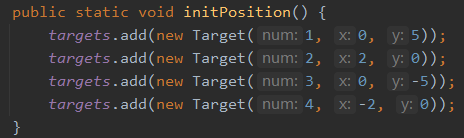 public static void initPosition() {
targets.add(new Target( num: 1, x: 0, y: 5));
targets.add(new Target( num: 2, x: 2, y: 0));
targets.add(new Target( num: 3, x: 0, y: -5));
targets.add(new Target( num: 4, x: -2, y: 0));
}